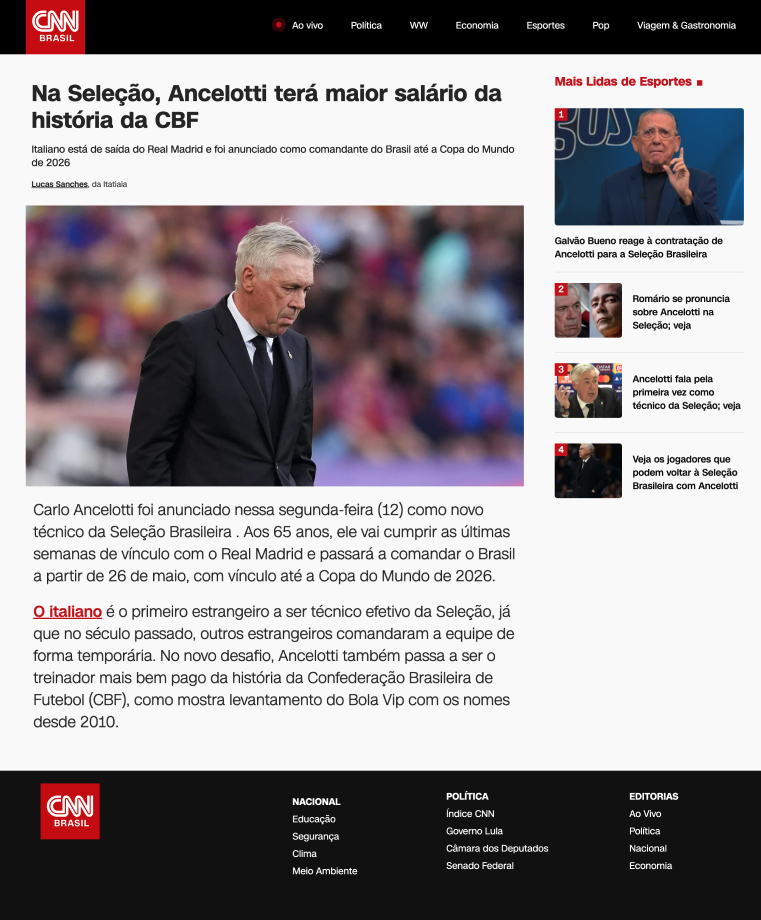 CNN
BRASIL
Ao vivo
Política
WW
Economia
Esportes
Pop
Viagem & Gastronomia
Na Seleção, Ancelotti terá maior salário da
história da CBF
Italiano está de saída do Real Madrid e foi anunciado como comandante do Brasil até a Copa do Mundo
de 2026
Lucas Sanches, da Itatiaia
Carlo Ancelotti foi anunciado nessa segunda-feira (12) como novo
técnico da Seleção Brasileira . Aos 65 anos, ele vai cumprir as últimas
semanas de vínculo com o Real Madrid e passará a comandar o Brasil
a partir de 26 de maio, com vínculo até a Copa do Mundo de 2026.
O italiano é o primeiro estrangeiro a ser técnico efetivo da Seleção, já
que no século passado, outros estrangeiros comandaram a equipe de
forma temporária. No novo desafio, Ancelotti também passa a ser o
treinador mais bem pago da história da Confederação Brasileira de
Futebol (CBF), como mostra levantamento do Bola Vip com os nomes
desde 2010.
Mais Lidas de Esportes
1
Galvão Bueno reage à contratação de
Ancelotti para a Seleção Brasileira
2
Romário se pronuncia
sobre Ancelotti na
Seleção; veja
3
Ancelotti fala pela
primeira vez como
técnico da Seleção; veja
4
Veja os jogadores que
podem voltar à Seleção
Brasileira com Ancelotti
CNN
BRASIL
NACIONAL
Educação
Segurança
Clima
Meio Ambiente
POLÍTICA
Índice CNN
Governo Lula
Câmara dos Deputados
Senado Federal
EDITORIAS
Ao Vivo
Política
Nacional
Economia